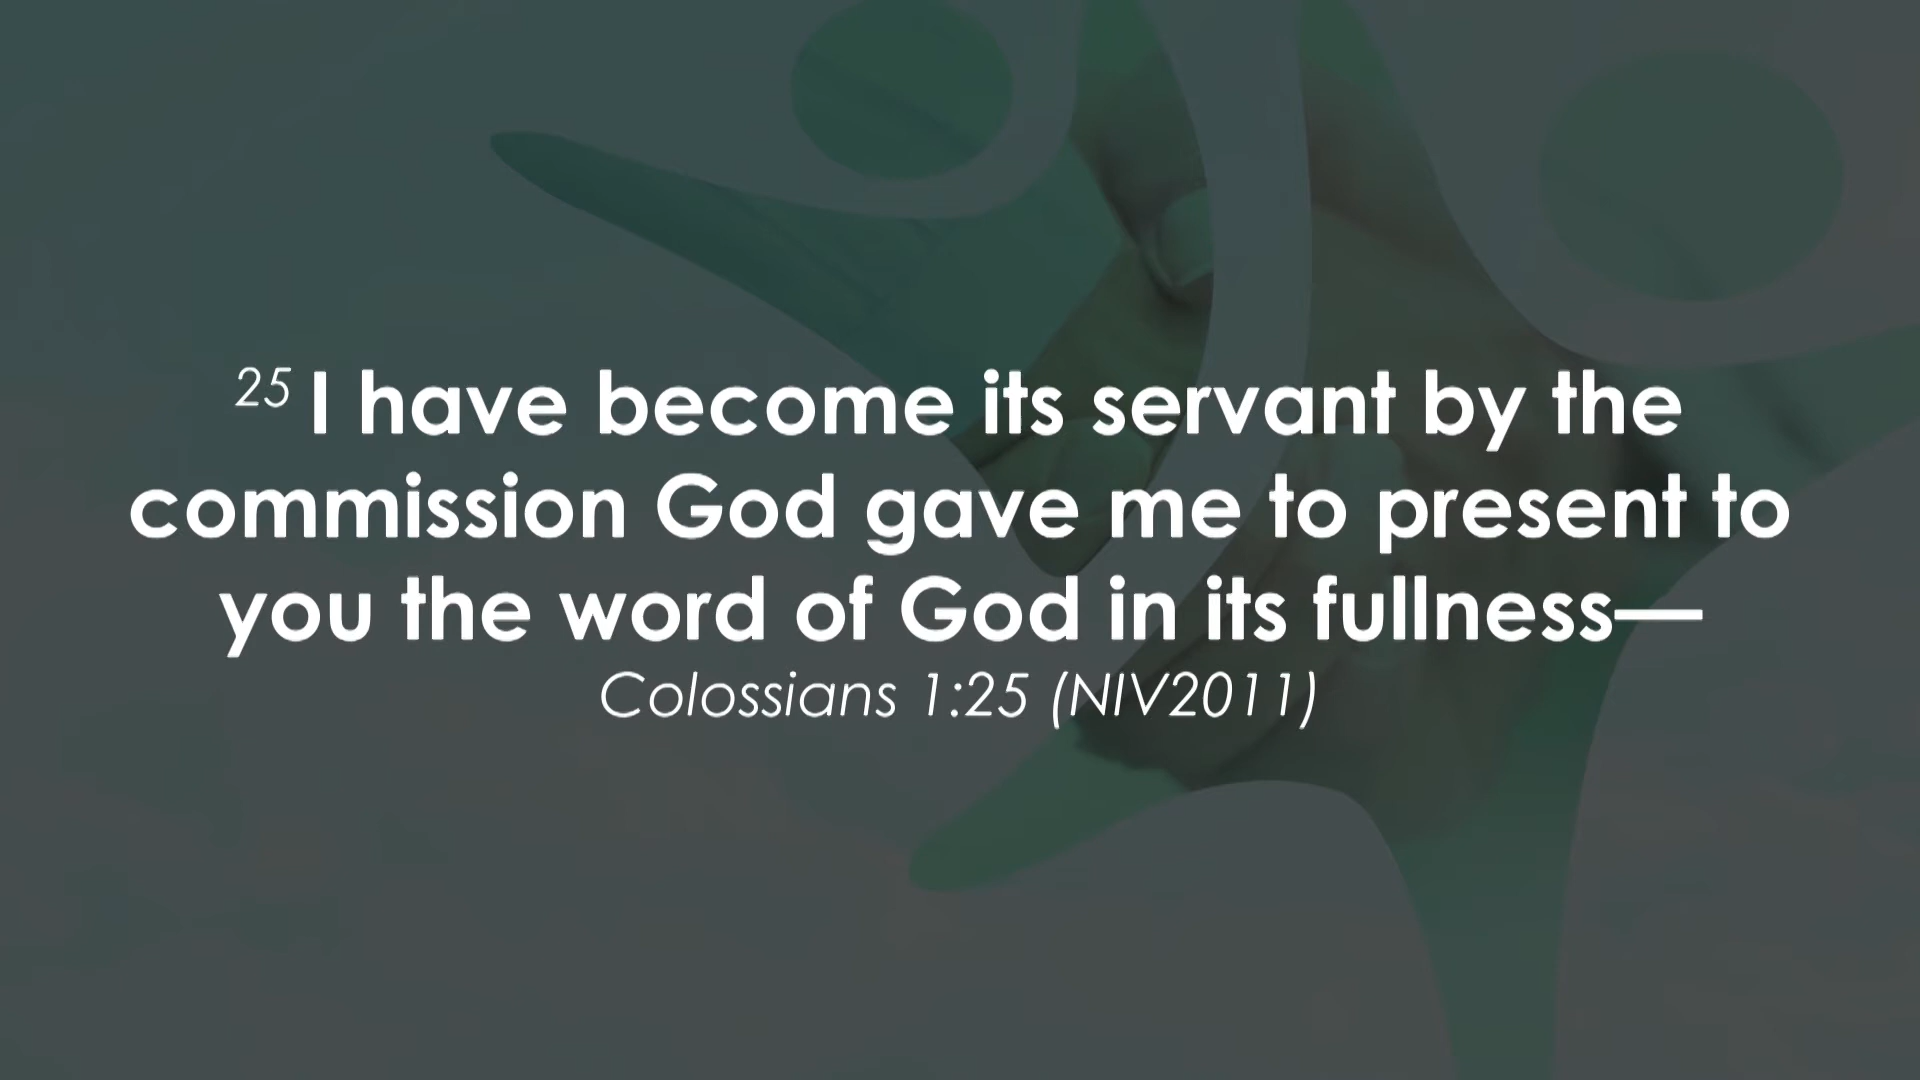 25 I have become its servant by the
commission God gave me to present to
you the word of God in its fullness—
Colossians 1:25 (NIV2011)